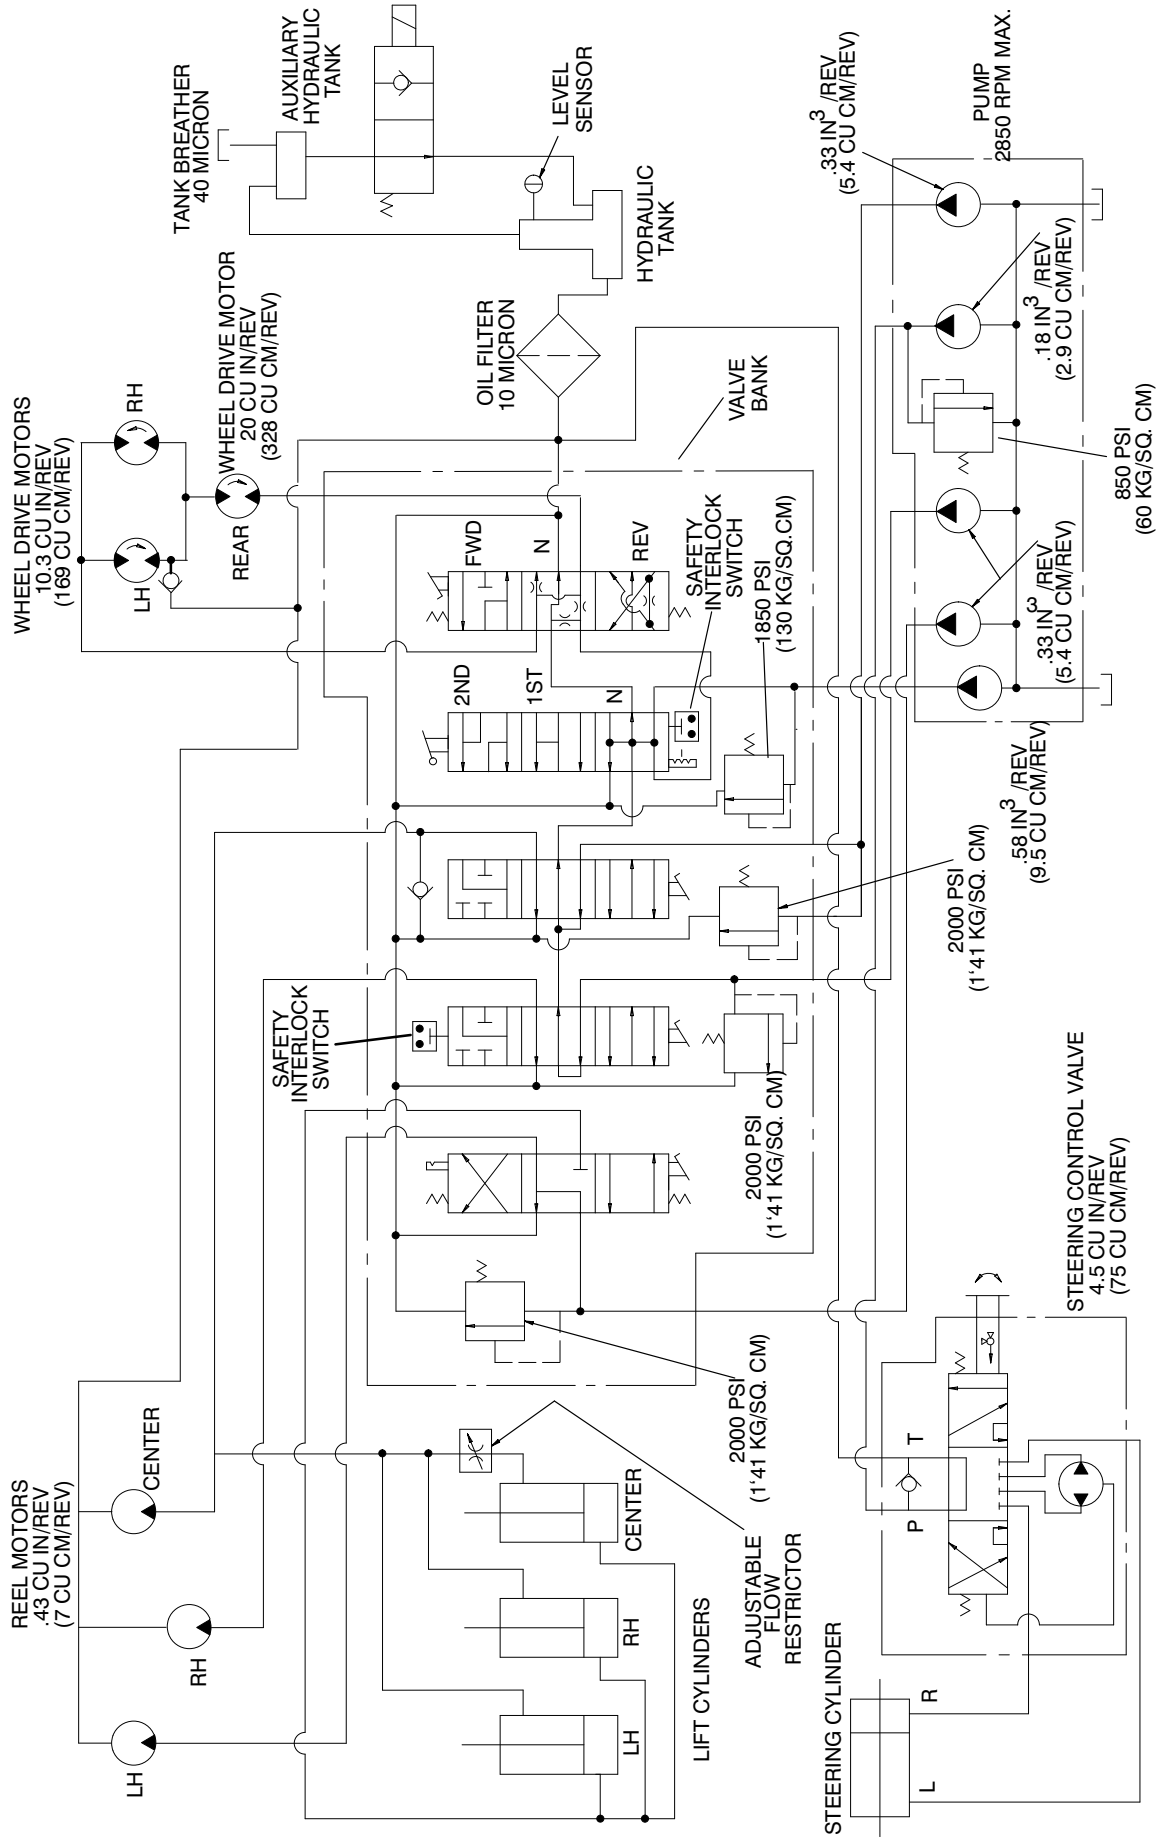 REEL MOTORS
.43 CU IN/REV
(7 CU CM/REV)
LH
RH
CENTER
WHEEL DRIVE MOTORS
10.3 CU IN/REV
(169 CU CM/REV)
LH
RH
REAR
WHEEL DRIVE MOTOR
20 CU IN/REV
(328 CU CM/REV)
TANK BREATHER
40 MICRON
AUXILIARY
HYDRAULIC
TANK
LEVEL
SENSOR
HYDRAULIC
TANK
OIL FILTER
10 MICRON
VALVE
BANK
SAFETY
INTERLOCK
SWITCH
2ND
1ST
N
FWD
N
REV
SAFETY
INTERLOCK
SWITCH
1850 PSI
(130 KG/SQ.CM)
LH
RH
CENTER
LIFT CYLINDERS
ADJUSTABLE
FLOW
RESTRICTOR
2000 PSI
(1'41 KG/SQ. CM)
2000 PSI
(1'41 KG/SQ. CM)
2000 PSI
(1'41 KG/SQ. CM)
.58 IN3 /REV
(9.5 CU CM/REV)
.33 IN3 /REV
(5.4 CU CM/REV)
850 PSI
(60 KG/SQ. CM)
.18 IN3 /REV
(2.9 CU CM/REV)
.33 IN3 /REV
(5.4 CU CM/REV)
PUMP
2850 RPM MAX.
STEERING CYLINDER
L
R
P
T
STEERING CONTROL VALVE
4.5 CU IN/REV
(75 CU CM/REV)